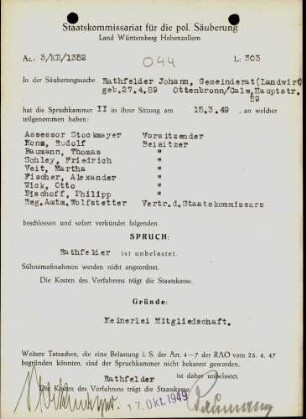 Staatskommissariat für die pol. Säuberung
Land Württemberg Hohenzollern
Az.: 3/KD/1352
044
L: 303
In der Säuberungssache Rathfelder Johann, Gemeinderat(Landwirt)
geb.27.4.89 Ottenbronn/Calw,Hauptstr.
59
hat die Spruchkammer II in ihrer Sitzung am 15.3.49 an welcher
teilgenommen haben:
Assessor Stockmayer Vorsitzender
Kons, Rudolf Beisitzer
Baumann, Thomas "
Schley, Friedrich "
Veit, Martha "
Fischer, Alexander "
Wick, Otto "
Bischoff, Philipp "
Reg.Amtm.Wolfstetter Vertr.d.Staatskommissars
beschlossen und sofort verkündet folgenden
SPRUCH:
Rathfelder ist unbelastet.
Sühnemaßnahmen werden nicht angeordnet.
Die Kosten des Verfahrens trägt die Staatskasse.
Gründe:
Keinerlei Mitgliedschaft.
Weitere Tatsachen, die eine Belastung i. S. der Art. 4-7 der RAO vom 25. 4. 47
begründen könnten, sind der Spruchkammer nicht bekannt.
Rathfelder ist daher unbelastet.
Die Kosten des Verfahrens trägt die Staatskasse.
17. Okt. 1949
Baumann